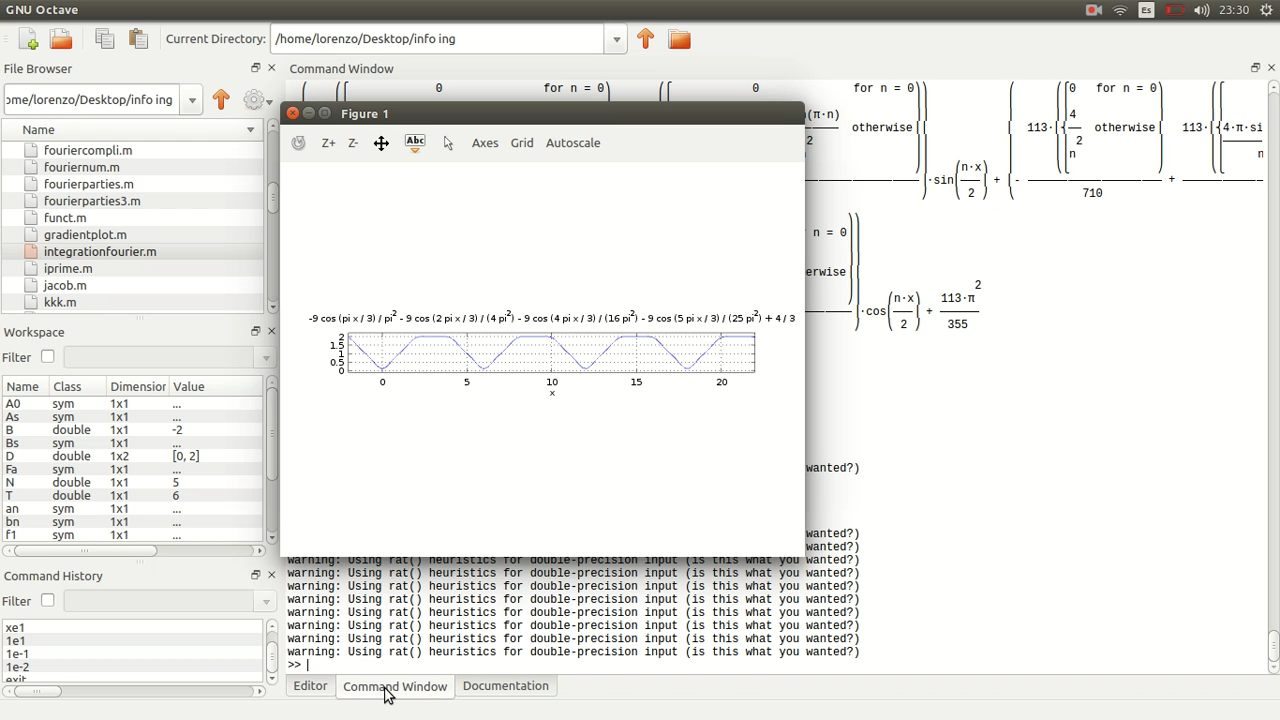 GNU Octave
Es
23:30
Current Directory: /home/lorenzo/Desktop/info ing
File Browser
ome/lorenzo/Desktop/info ing
Name
fouriercompli.m
fouriernum.m
fourierparties.m
fourierparties3.m
funct.m
gradientplot.m
integrationfourier.m
iprime.m
jacob.m
kkk.m
Workspace
Filter
Name Class Dimensior Value
A0 sym 1x1 ...
As sym 1x1 ...
B double 1x1 -2
Bs sym 1x1 ...
D double 1x2 [0, 2]
Fa sym 1x1 ...
N double 1x1 5
T double 1x1 6
an sym 1x1 ...
bn sym 1x1 ...
f1 sym 1x1 ...
Command History
Filter
xe1
1e1
1e-1
1e-2
exit
Command Window
0 for n = 0 0 for n = 0 0 for n = 0
(π·n) 4
otherwise 113· otherwise 113· 4·π·si
2 2
n n
·sin(n·x/2) + - 710 +
n = 0
erwise
·cos(n·x/2) + 113·π2
355
Figure 1
Z+ Z- Abc Axes Grid Autoscale
-9 cos (pi x / 3) / pi2 - 9 cos (2 pi x / 3) / (4 pi2) - 9 cos (4 pi x / 3) / (16 pi2) - 9 cos (5 pi x / 3) / (25 pi2) + 4 / 3
2
1.5
1
0.5
0
0 5 10 15 20
x
wanted?)
wanted?)
wanted?)
warning: Using rat() heuristics for double-precision input (is this what you wanted?)
warning: Using rat() heuristics for double-precision input (is this what you wanted?)
warning: Using rat() heuristics for double-precision input (is this what you wanted?)
warning: Using rat() heuristics for double-precision input (is this what you wanted?)
warning: Using rat() heuristics for double-precision input (is this what you wanted?)
warning: Using rat() heuristics for double-precision input (is this what you wanted?)
warning: Using rat() heuristics for double-precision input (is this what you wanted?)
warning: Using rat() heuristics for double-precision input (is this what you wanted?)
>>
Editor Command Window Documentation